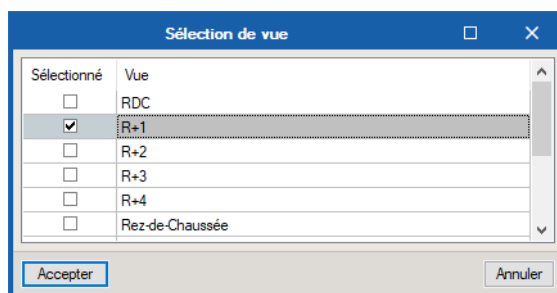 Sélection de vue
Sélectionné Vue
RDC
R+1
R+2
R+3
R+4
Rez-de-Chaussée
Accepter Annuler